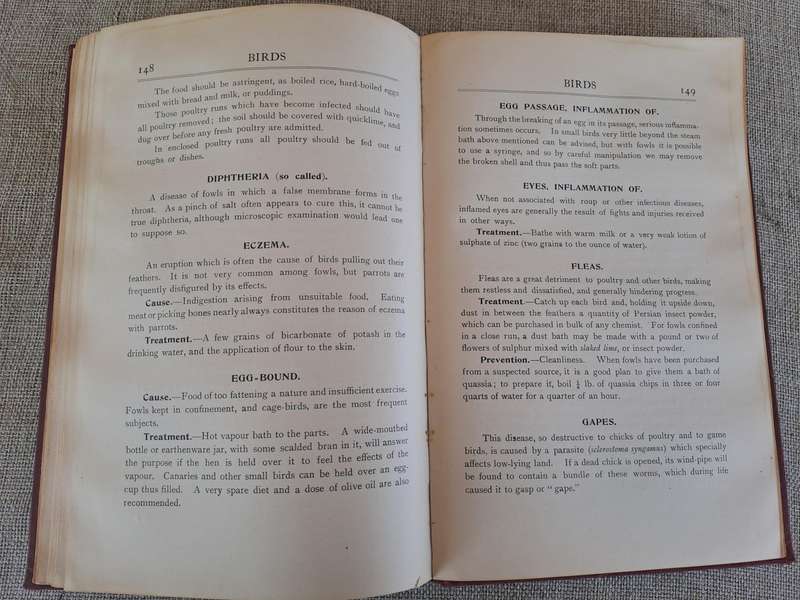 148
BIRDS
The food should be astringent, as boiled rice, hard-boiled eggs
mixed with bread and milk, or puddings.
Those poultry runs which have become infected should have
all poultry removed; the soil should be covered with quicklime, and
dug over before any fresh poultry are admitted.
In enclosed poultry runs all poultry should be fed out of
troughs or dishes.
DIPHTHERIA (so called).
A disease of fowls in which a false membrane forms in the
throat. As a pinch of salt often appears to cure this, it cannot be
true diphtheria, although microscopic examination would lead one
to suppose so.
ECZEMA.
An eruption which is often the cause of birds pulling out their
feathers. It is not very common among fowls, but parrots are
frequently disfigured by its effects.
Cause.—Indigestion arising from unsuitable food. Eating
meat or picking bones nearly always constitutes the reason of eczema
with parrots.
Treatment.—A few grains of bicarbonate of potash in the
drinking water, and the application of flour to the skin.
EGG-BOUND.
Cause.—Food of too fattening a nature and insufficient exercise.
Fowls kept in confinement, and cage-birds, are the most frequent
subjects.
Treatment.—Hot vapour bath to the parts. A wide-mouthed
bottle or earthenware jar, with some scalded bran in it, will answer
the purpose if the hen is held over it to feel the effects of the
vapour. Canaries and other small birds can be held over an egg-
cup thus filled. A very spare diet and a dose of olive oil are also
recommended.
BIRDS
149
EGG PASSAGE, INFLAMMATION OF.
Through the breaking of an egg in its passage, serious inflamma-
tion sometimes occurs. In small birds very little beyond the steam
bath above mentioned can be advised, but with fowls it is possible
to use a syringe, and so by careful manipulation we may remove
the broken shell and thus pass the soft parts.
EYES, INFLAMMATION OF.
When not associated with roup or other infectious diseases,
inflamed eyes are generally the result of fights and injuries received
in other ways.
Treatment.—Bathe with warm milk or a very weak lotion of
sulphate of zinc (two grains to the ounce of water).
FLEAS.
Fleas are a great detriment to poultry and other birds, making
them restless and dissatisfied, and generally hindering progress.
Treatment.—Catch up each bird and, holding it upside down,
dust in between the feathers a quantity of Persian insect powder,
which can be purchased in bulk of any chemist. For fowls confined
in a close run, a dust bath may be made with a pound or two of
flowers of sulphur mixed with slaked lime, or insect powder.
Prevention.—Cleanliness. When fowls have been purchased
from a suspected source, it is a good plan to give them a bath of
quassia; to prepare it, boil ¼ lb. of quassia chips in three or four
quarts of water for a quarter of an hour.
GAPES.
This disease, so destructive to chicks of poultry and to game
birds, is caused by a parasite (sclerostema syngamus) which specially
affects low-lying land. If a dead chick is opened, its wind-pipe will
be found to contain a bundle of these worms, which during life
caused it to gasp or "gape."